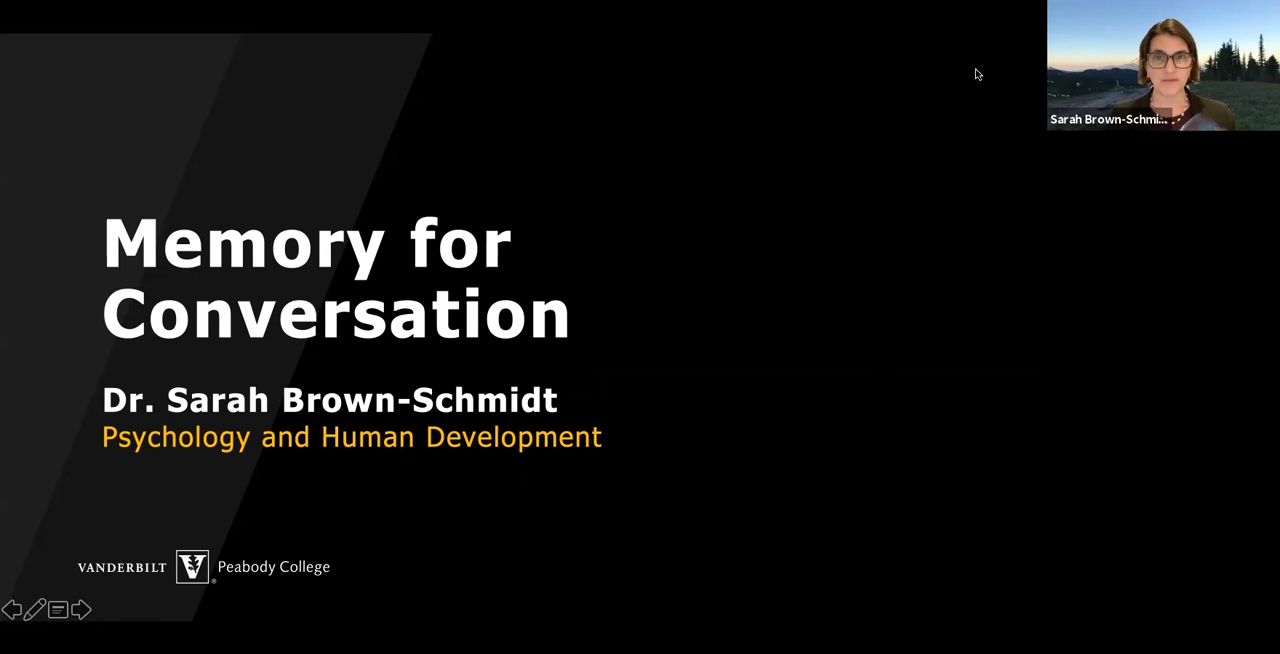 Sarah Brown-Schmi...
Memory for
Conversation
Dr. Sarah Brown-Schmidt
Psychology and Human Development
VANDERBILT V® Peabody College